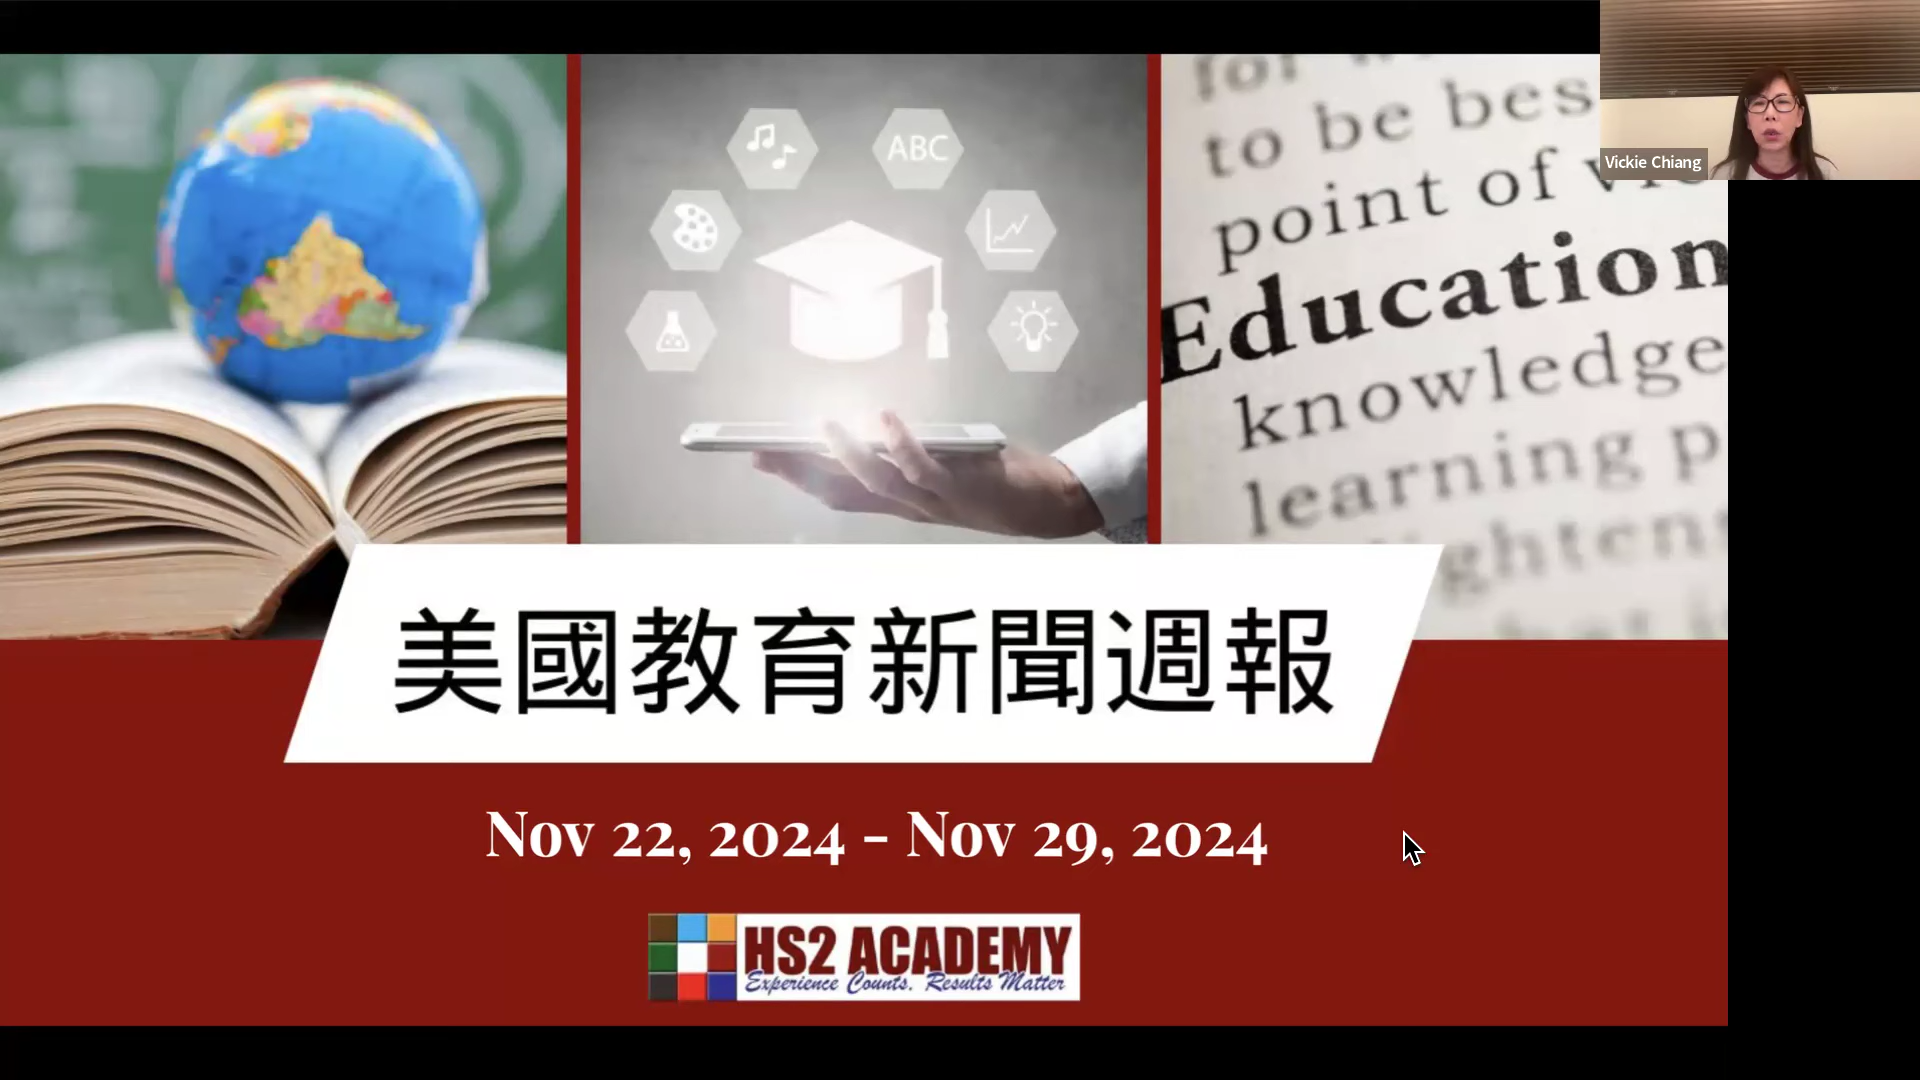 ABC
for
to be bes
point of
Education
knowledge
learning p
Vickie Chiang
美國教育新聞週報
Nov 22, 2024 - Nov 29, 2024
HS2 ACADEMY
Experience Counts. Results Matter